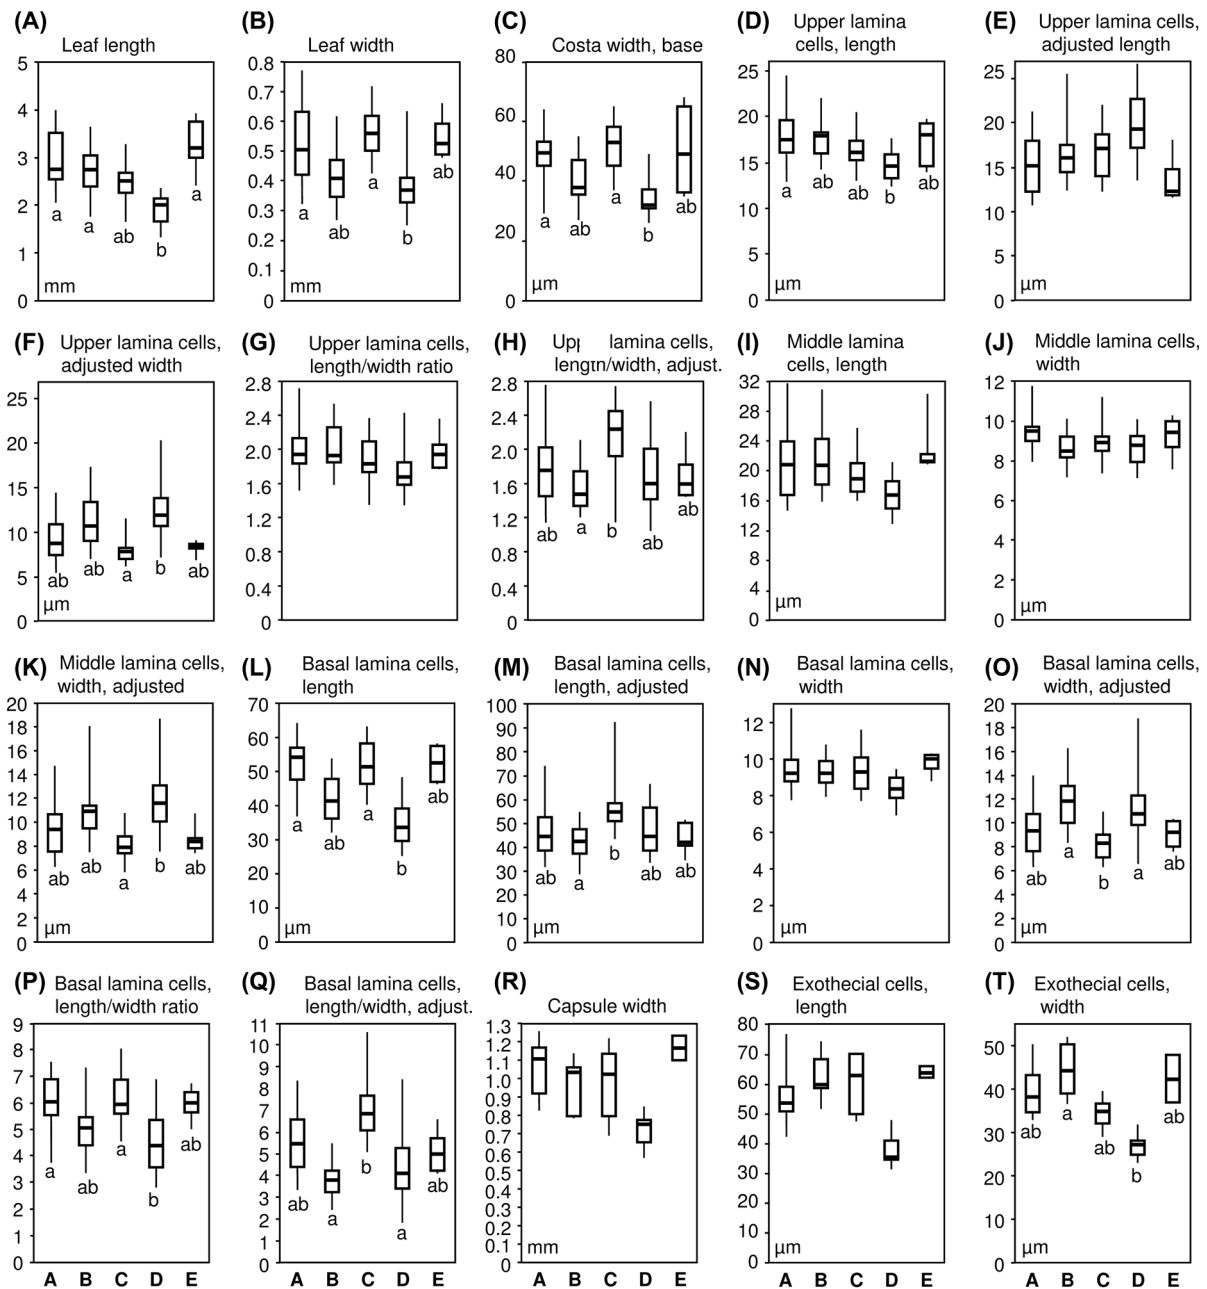 (A) Leaf length
5
4
3
2
1
0
a a ab b a
mm
(B) Leaf width
0.8
0.7
0.6
0.5
0.4
0.3
0.2
0.1
0
a ab a b ab
mm
(C) Costa width, base
80
60
40
20
0
a ab a b ab
µm
(D) Upper lamina
cells, length
25
20
15
10
5
0
a ab ab b ab
µm
(E) Upper lamina cells,
adjusted length
25
20
15
10
5
0
µm
(F) Upper lamina cells,
adjusted width
25
20
15
10
5
0
ab ab a b ab
µm
(G) Upper lamina cells,
length/width ratio
2.8
2.4
2.0
1.6
1.2
0.8
0.4
0
(H) Upp lamina cells,
length/width, adjust.
2.8
2.4
2.0
1.6
1.2
0.8
0.4
0
ab a b ab ab
(I) Middle lamina
cells, length
32
28
24
20
16
12
8
4
0
µm
(J) Middle lamina cells,
width
12
10
8
6
4
2
0
µm
(K) Middle lamina cells,
width, adjusted
20
18
16
14
12
10
8
6
4
2
0
ab ab a b ab
µm
(L) Basal lamina cells,
length
70
60
50
40
30
20
10
0
a ab a b ab
µm
(M) Basal lamina cells,
length, adjusted
100
90
80
70
60
50
40
30
20
10
0
ab a b ab ab
µm
(N) Basal lamina cells,
width
12
10
8
6
4
2
0
µm
(O) Basal lamina cells,
width, adjusted
20
18
16
14
12
10
8
6
4
2
0
ab a b a ab
µm
(P) Basal lamina cells,
length/width ratio
9
8
7
6
5
4
3
2
1
0
a ab a b ab
A B C D E
(Q) Basal lamina cells,
length/width, adjust.
11
10
9
8
7
6
5
4
3
2
1
0
ab a b a ab
A B C D E
(R) Capsule width
1.3
1.2
1.1
1.0
0.9
0.8
0.7
0.6
0.5
0.4
0.3
0.2
0.1
0
mm
A B C D E
(S) Exothecial cells,
length
80
70
60
50
40
30
20
10
0
µm
A B C D E
(T) Exothecial cells,
width
50
40
30
20
10
0
ab a ab b ab
µm
A B C D E